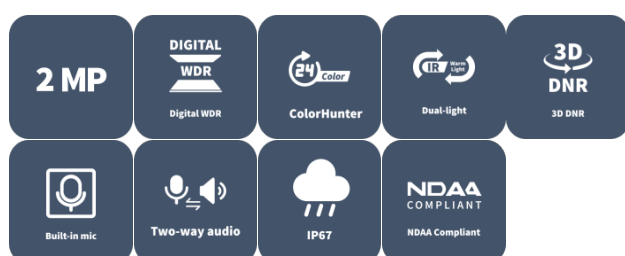 2 MP
DIGITAL
WDR
Digital WDR
24 Color
ColorHunter
IR Warm Light
Dual-light
3D
DNR
3D DNR
Built-in mic
Two-way audio
IP67
NDAA
COMPLIANT
NDAA Compliant